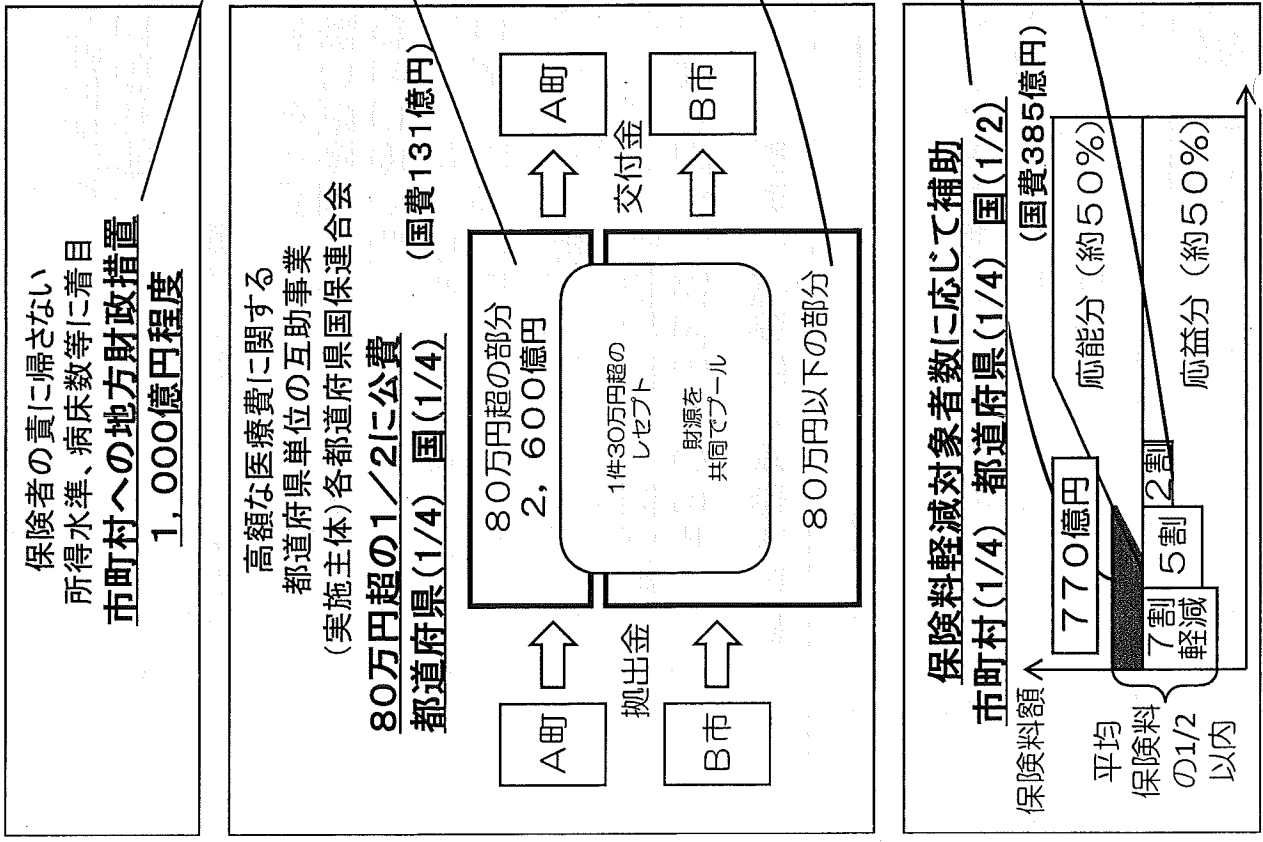 保険者の責に帰さない
所得水準、病床数等に着目
市町村への地方財政措置
1,000億円程度
高額な医療費に関する
都道府県単位の互助事業
(実施主体)各都道府県国保連合会
80万円超の1/2に公費
都道府県(1/4) 国(1/4)
(国費131億円)
A町
B市
拠出金
80万円超の部分
2,600億円
1件30万円超の
レセプト
財源を
共同でプール
80万円以下の部分
交付金
A町
B市
保険料軽減対象者数に応じて補助
市町村(1/4) 都道府県(1/4) 国(1/2)
(国費385億円)
保険料額
770億円
応能分(約50%)
7割
軽減
5割
2割
応益分(約50%)
平均
保険料
の1/2
以内